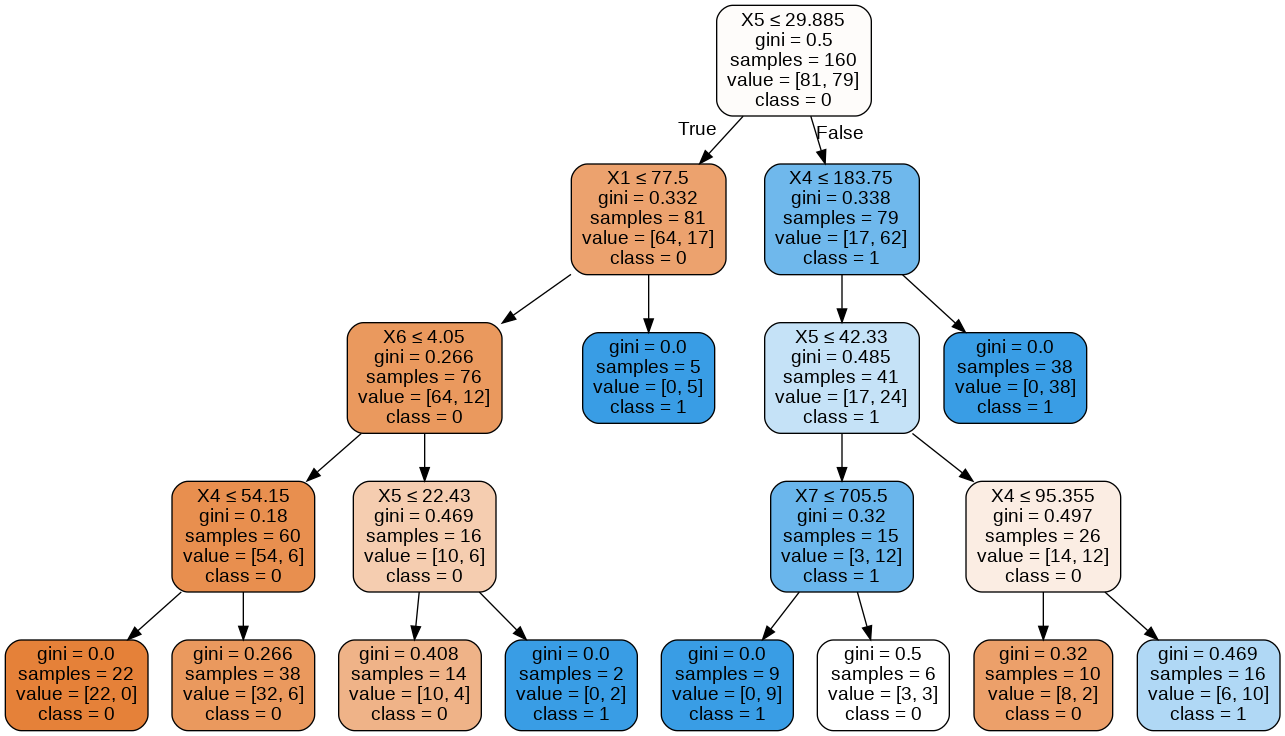 X5 ≤ 29.885
gini = 0.5
samples = 160
value = [81, 79]
class = 0
True
False
X1 ≤ 77.5
gini = 0.332
samples = 81
value = [64, 17]
class = 0
X4 ≤ 183.75
gini = 0.338
samples = 79
value = [17, 62]
class = 1
X6 ≤ 4.05
gini = 0.266
samples = 76
value = [64, 12]
class = 0
gini = 0.0
samples = 5
value = [0, 5]
class = 1
X5 ≤ 42.33
gini = 0.485
samples = 41
value = [17, 24]
class = 1
gini = 0.0
samples = 38
value = [0, 38]
class = 1
X4 ≤ 54.15
gini = 0.18
samples = 60
value = [54, 6]
class = 0
X5 ≤ 22.43
gini = 0.469
samples = 16
value = [10, 6]
class = 0
X7 ≤ 705.5
gini = 0.32
samples = 15
value = [3, 12]
class = 1
X4 ≤ 95.355
gini = 0.497
samples = 26
value = [14, 12]
class = 0
gini = 0.0
samples = 22
value = [22, 0]
class = 0
gini = 0.266
samples = 38
value = [32, 6]
class = 0
gini = 0.408
samples = 14
value = [10, 4]
class = 0
gini = 0.0
samples = 2
value = [0, 2]
class = 1
gini = 0.0
samples = 9
value = [0, 9]
class = 1
gini = 0.5
samples = 6
value = [3, 3]
class = 0
gini = 0.32
samples = 10
value = [8, 2]
class = 0
gini = 0.469
samples = 16
value = [6, 10]
class = 1